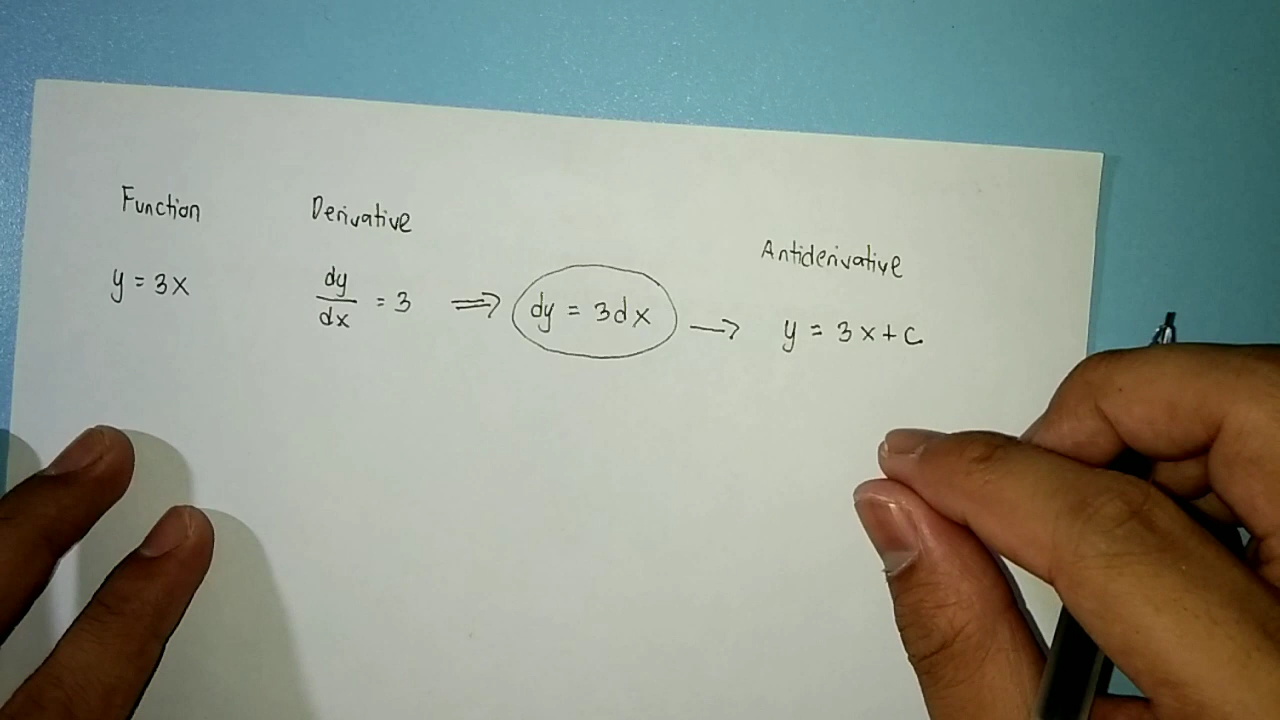 Function Derivative Antiderivative
y = 3x dy/dx = 3 ⟹ dy = 3dx → y = 3x + c